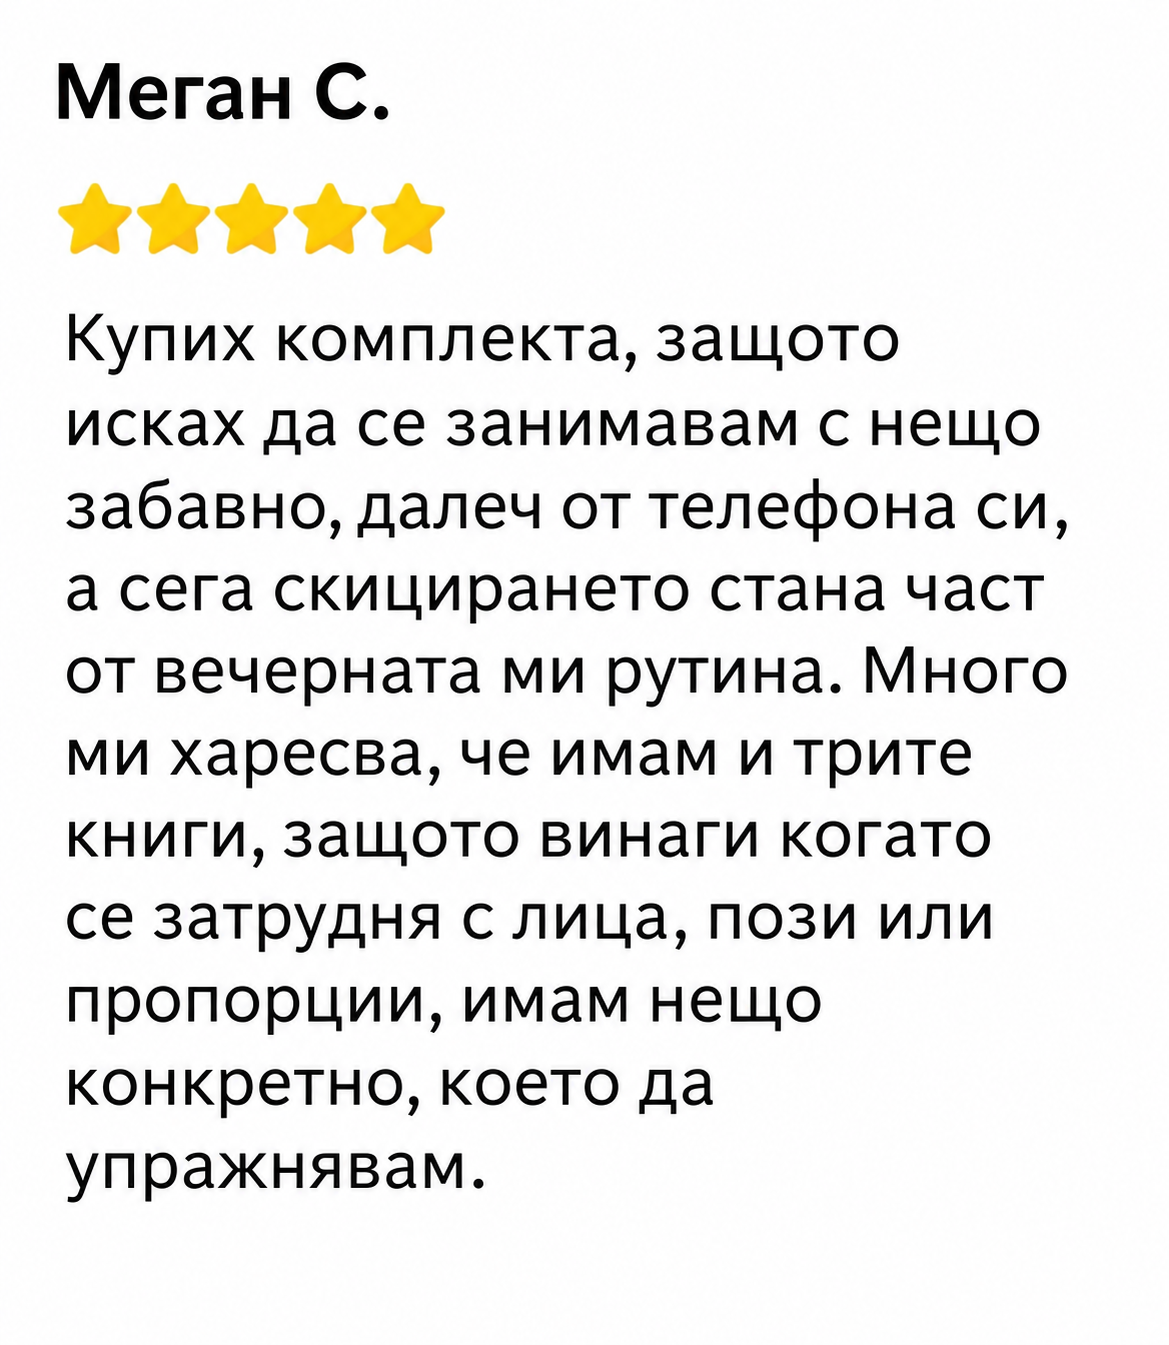 Меган С.
⭐⭐⭐⭐⭐
Купих комплекта, защото
исках да се занимавам с нещо
забавно, далеч от телефона си,
а сега скицирането стана част
от вечерната ми рутина. Много
ми харесва, че имам и трите
книги, защото винаги когато
се затрудня с лица, пози или
пропорции, имам нещо
конкретно, което да
упражнявам.